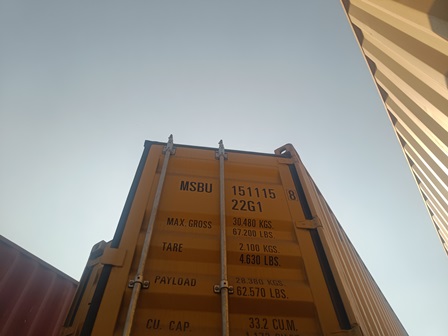 MSBU 151115 8
22G1
MAX.GROSS 30.480 KGS.
67.200 LBS.
TARE 2.100 KGS.
4.630 LBS.
PAYLOAD 28.380 KGS.
62.570 LBS.
CU. CAP. 33.2 CU.M.